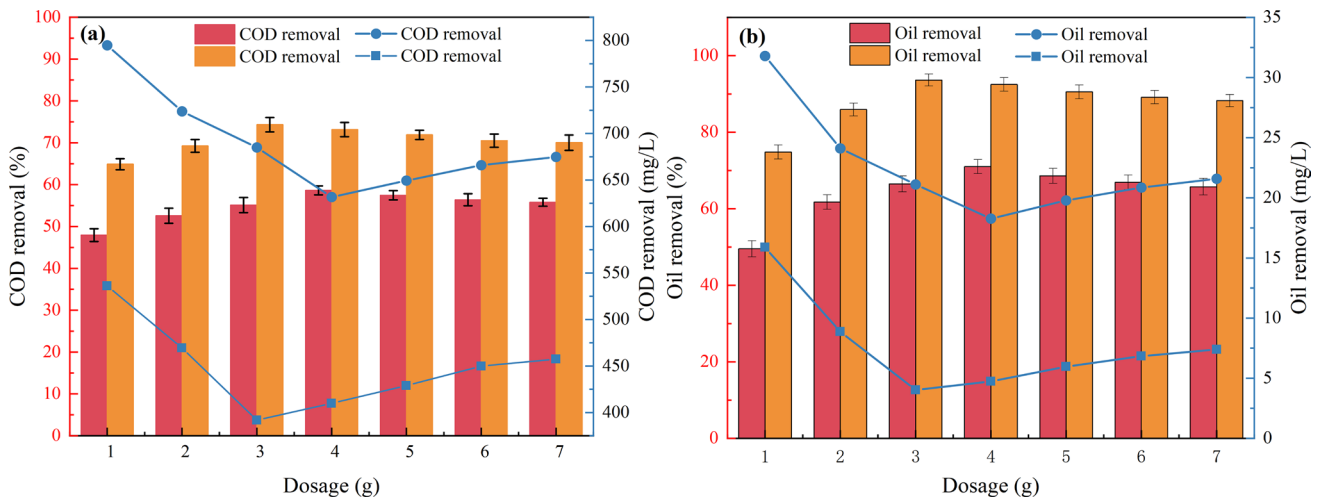 (a)
COD removal
COD removal
COD removal
COD removal
100
90
80
70
60
50
40
30
20
10
0
COD removal (%)
800
750
700
650
600
550
500
450
400
COD removal (mg/L)
1 2 3 4 5 6 7
Dosage (g)
(b)
Oil removal
Oil removal
Oil removal
Oil removal
100
80
60
40
20
0
Oil removal (%)
35
30
25
20
15
10
5
0
Oil removal (mg/L)
1 2 3 4 5 6 7
Dosage (g)